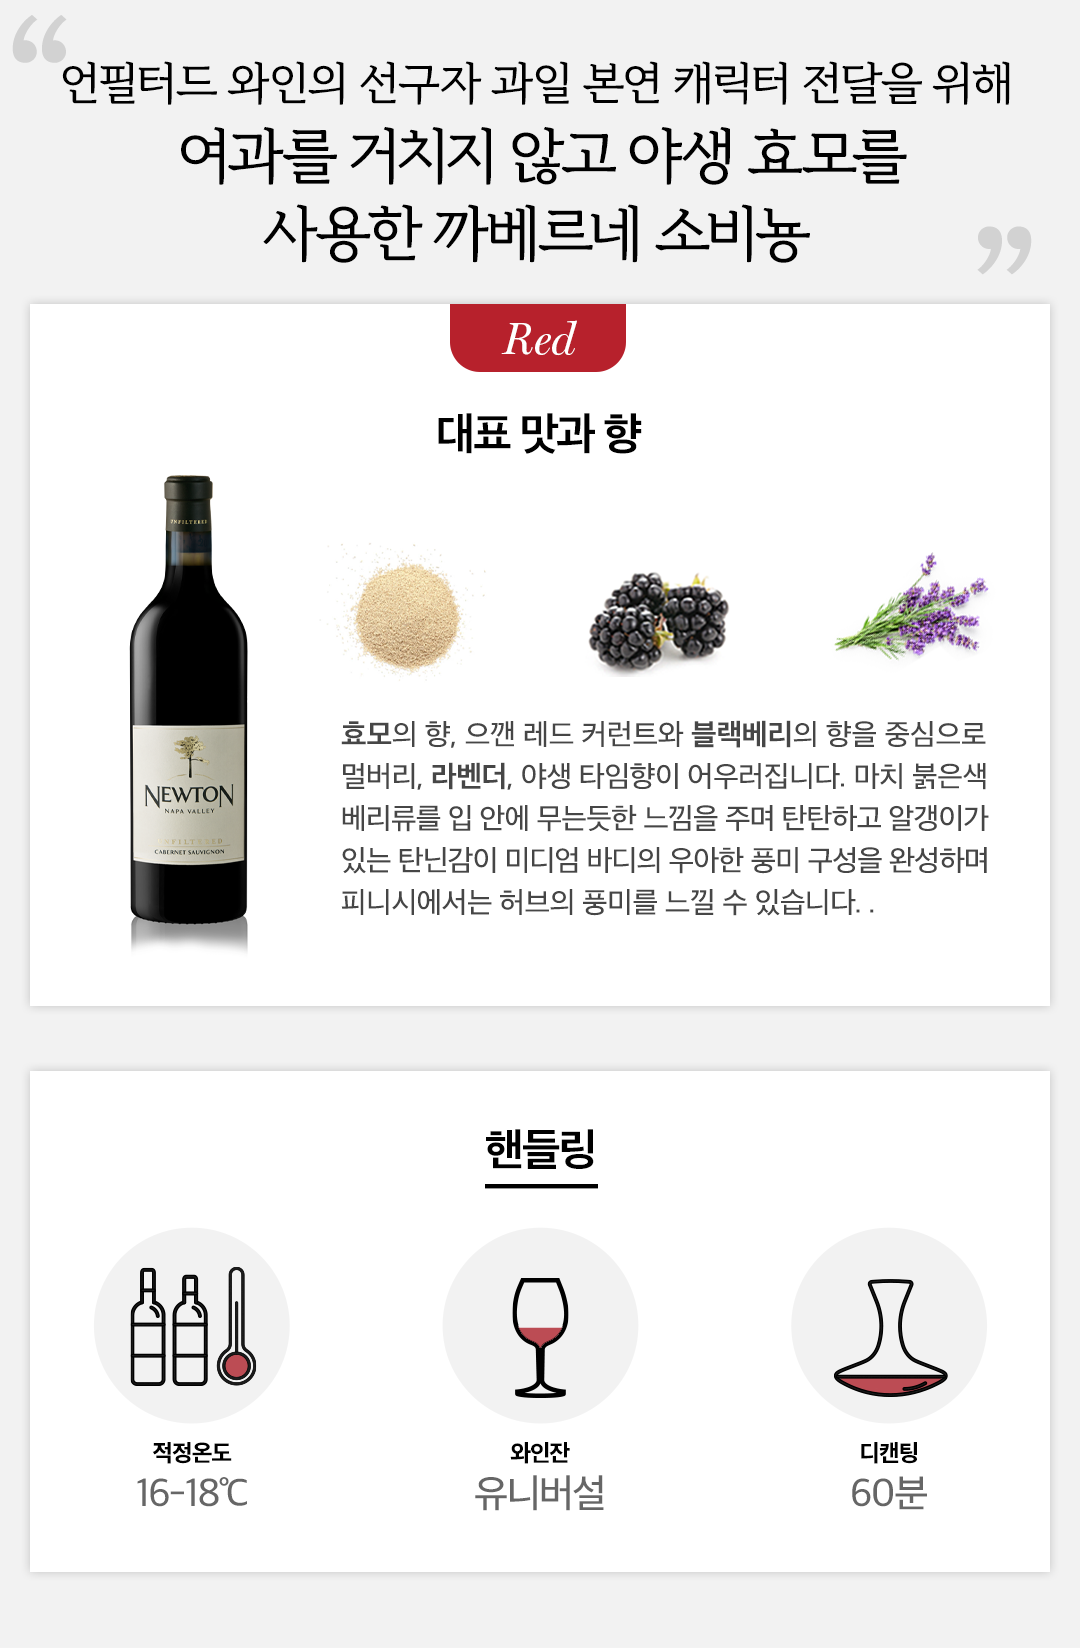 “
언필터드 와인의 선구자 과일 본연 캐릭터 전달을 위해
여과를 거치지 않고 야생 효모를
사용한 까베르네 소비뇽
”
Red
대표 맛과 향
UNFILTERED
NEWTON
NAPA VALLEY
UNFILTERED
CABERNET SAUVIGNON
효모의 향, 으깬 레드 커런트와 블랙베리의 향을 중심으로
멀버리, 라벤더, 야생 타임향이 어우러집니다. 마치 붉은색
베리류를 입 안에 무는듯한 느낌을 주며 탄탄하고 알갱이가
있는 탄닌감이 미디엄 바디의 우아한 풍미 구성을 완성하며
피니시에서는 허브의 풍미를 느낄 수 있습니다. .
핸들링
적정온도
16-18℃
와인잔
유니버설
디캔팅
60분